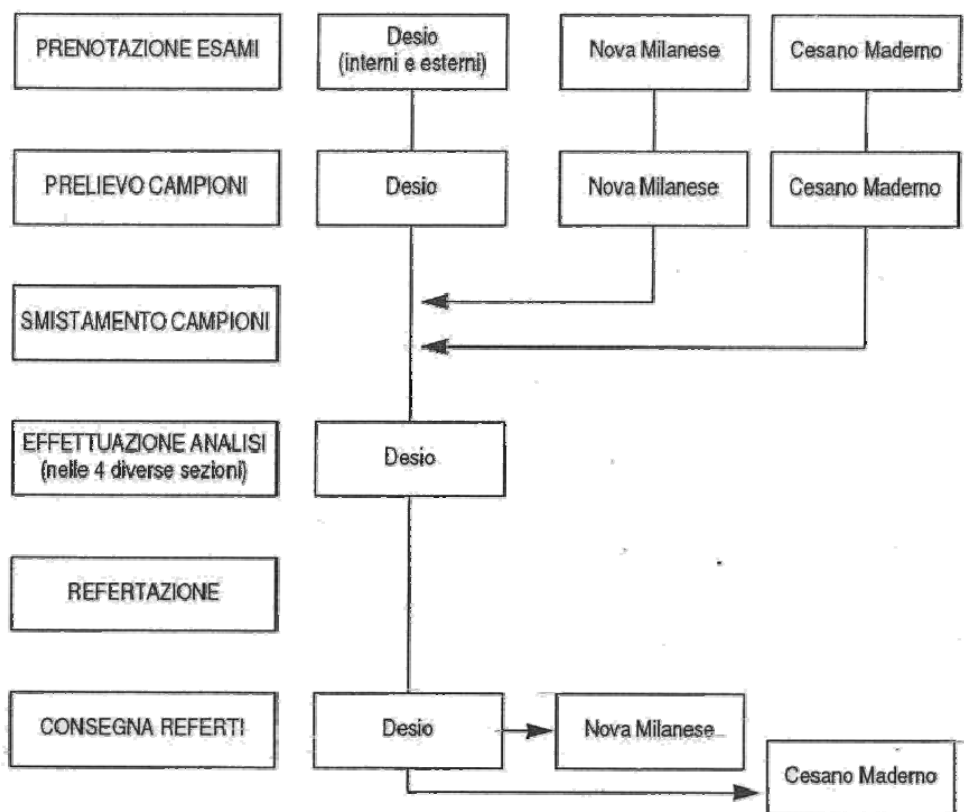 PRENOTAZIONE ESAMI
Desio
(interni e esterni)
Nova Milanese
Cesano Maderno
PRELIEVO CAMPIONI
Desio
Nova Milanese
Cesano Maderno
SMISTAMENTO CAMPIONI
EFFETTUAZIONE ANALISI
(nelle 4 diverse sezioni)
Desio
REFERTAZIONE
CONSEGNA REFERTI
Desio
Nova Milanese
Cesano Maderno